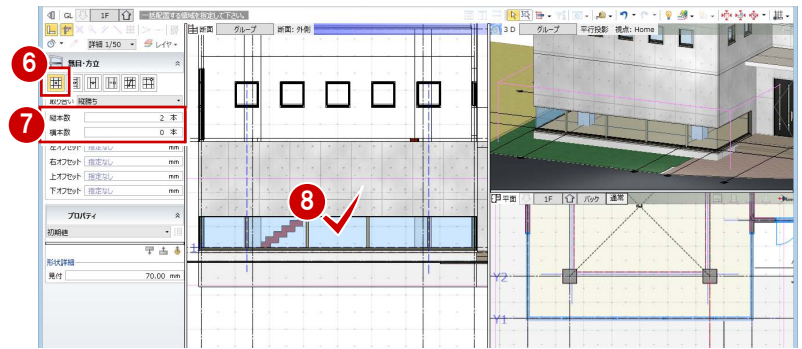 GL 1F 一括配置する領域を指定して下さい。
詳細 1/50 レイヤ
6
無目・方立
取り合い 縦勝ち
7
縦本数 2 本
横本数 0 本
左オフセット 指定なし mm
右オフセット 指定なし mm
上オフセット 指定なし mm
下オフセット 指定なし mm
プロパティ
初期値
形状詳細
見付 70.00 mm
断面 グループ 断面: 外側
8
1
3D グループ 平行投影 視点: Home
平面 1F バック 通常
Y2
Y1